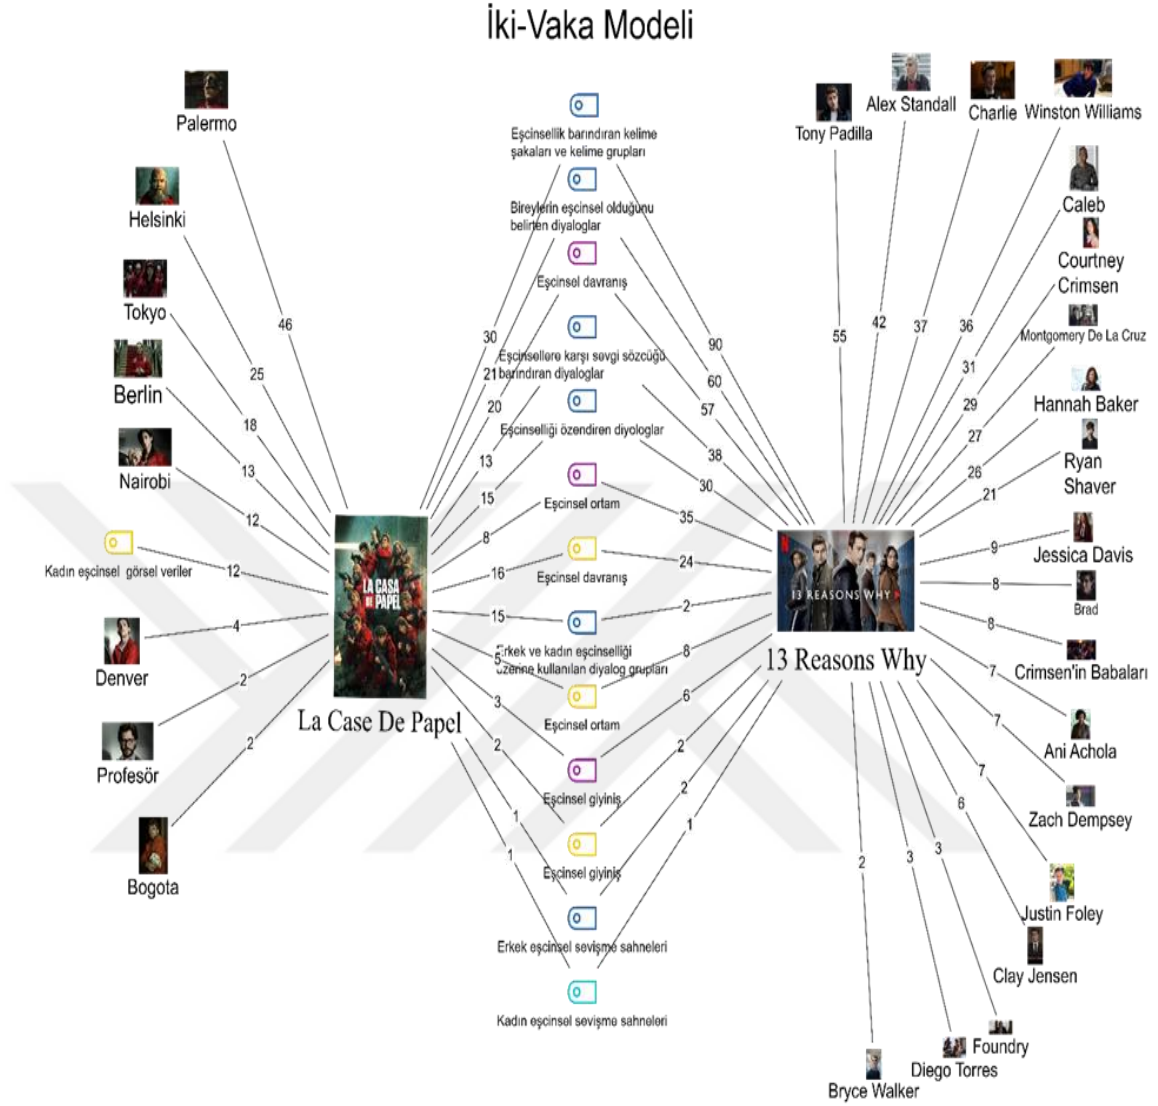 İki-Vaka Modeli
Palermo
Helsinki
Tokyo
Berlin
Nairobi
Kadın eşcinsel görsel veriler
Denver
Profesör
Bogota
46
25
18
13
12
12
4
2
2
LA CASA
DE PAPEL
La Case De Papel
Eşcinsellik barındıran kelime
şakaları ve kelime grupları
Bireylerin eşcinsel olduğunu
belirten diyaloglar
Eşcinsel davranış
Eşcinsellere karşı sevgi sözcüğü
barındıran diyaloglar
Eşcinselliği özendiren diyologlar
Eşcinsel ortam
Eşcinsel davranış
Erkek ve kadın eşcinselliği
üzerine kullanılan diyalog grupları
Eşcinsel ortam
Eşcinsel giyiniş
Eşcinsel giyiniş
Erkek eşcinsel sevişme sahneleri
Kadın eşcinsel sevişme sahneleri
30
21
20
13
15
8
16
15
5
3
2
1
1
90
60
57
38
30
35
24
2
8
6
2
2
1
13 REASONS WHY
13 Reasons Why
Tony Padilla
Alex Standall
Charlie
Winston Williams
Caleb
Courtney
Crimsen
Montgomery De La Cruz
Hannah Baker
Ryan
Shaver
Jessica Davis
Brad
Crimsen'in Babaları
Ani Achola
Zach Dempsey
Justin Foley
Clay Jensen
Foundry
Diego Torres
Bryce Walker
55
42
37
36
31
29
27
26
21
9
8
8
7
7
7
6
3
3
2